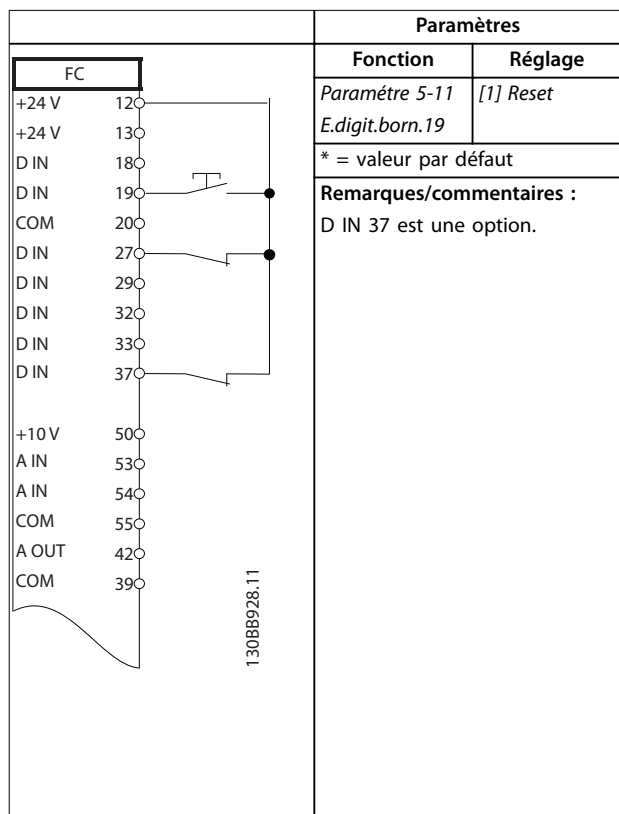 FC
+24 V 12
+24 V 13
D IN 18
D IN 19
COM 20
D IN 27
D IN 29
D IN 32
D IN 33
D IN 37
+10 V 50
A IN 53
A IN 54
COM 55
A OUT 42
COM 39
130BB928.11
Paramètres
Fonction Réglage
Paramétre 5-11 [1] Reset
E.digit.born.19
* = valeur par défaut
Remarques/commentaires :
D IN 37 est une option.